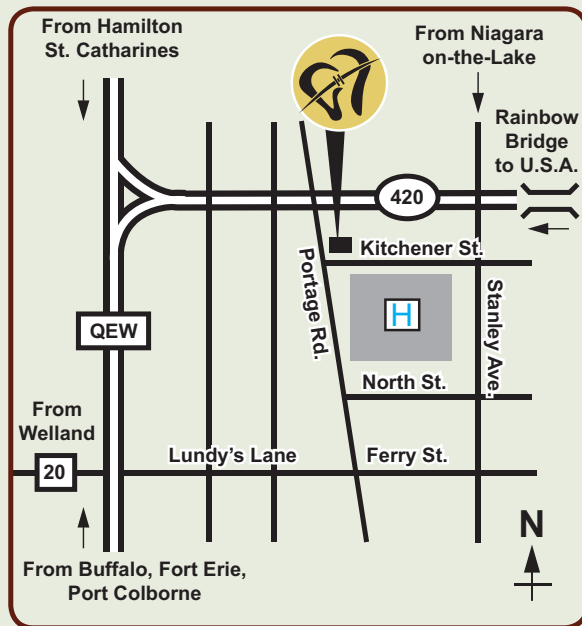 From Hamilton
St. Catharines
From Niagara
on-the-Lake
Rainbow
Bridge
to U.S.A.
420
Kitchener St.
Portage Rd.
Stanley Ave.
H
QEW
North St.
From
Welland
20
Lundy's Lane
Ferry St.
N
From Buffalo, Fort Erie,
Port Colborne